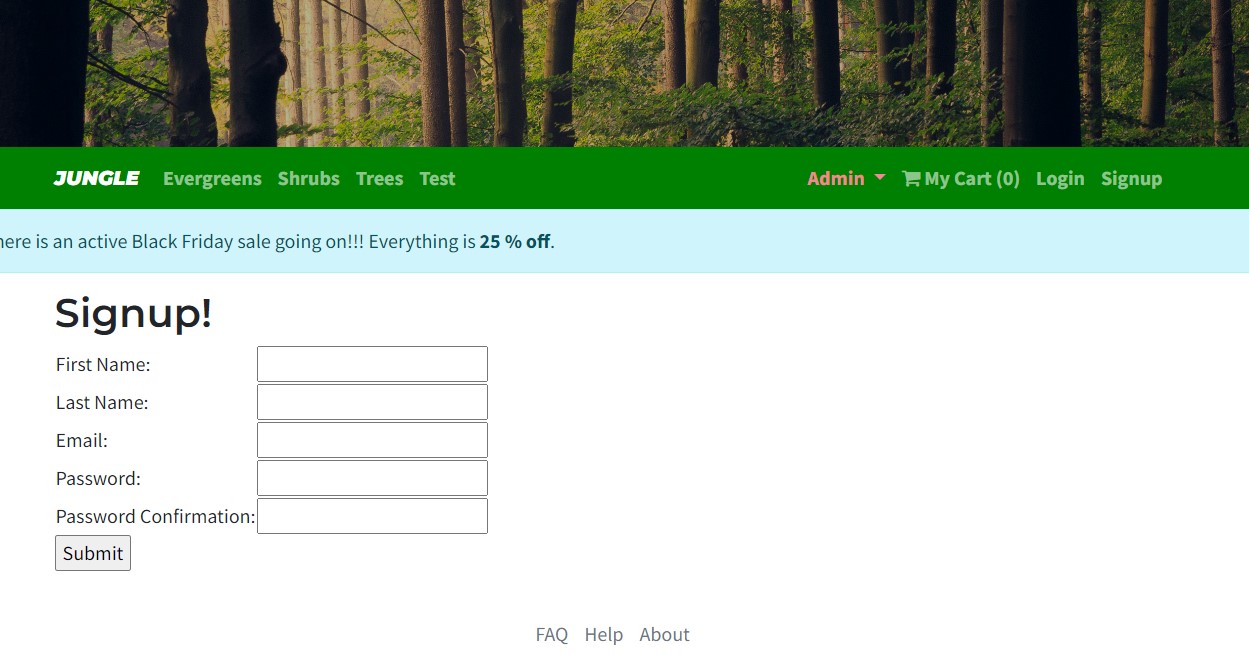 JUNGLE Evergreens Shrubs Trees Test Admin My Cart (0) Login Signup
here is an active Black Friday sale going on!!! Everything is 25 % off.
Signup!
First Name:
Last Name:
Email:
Password:
Password Confirmation:
Submit
FAQ Help About